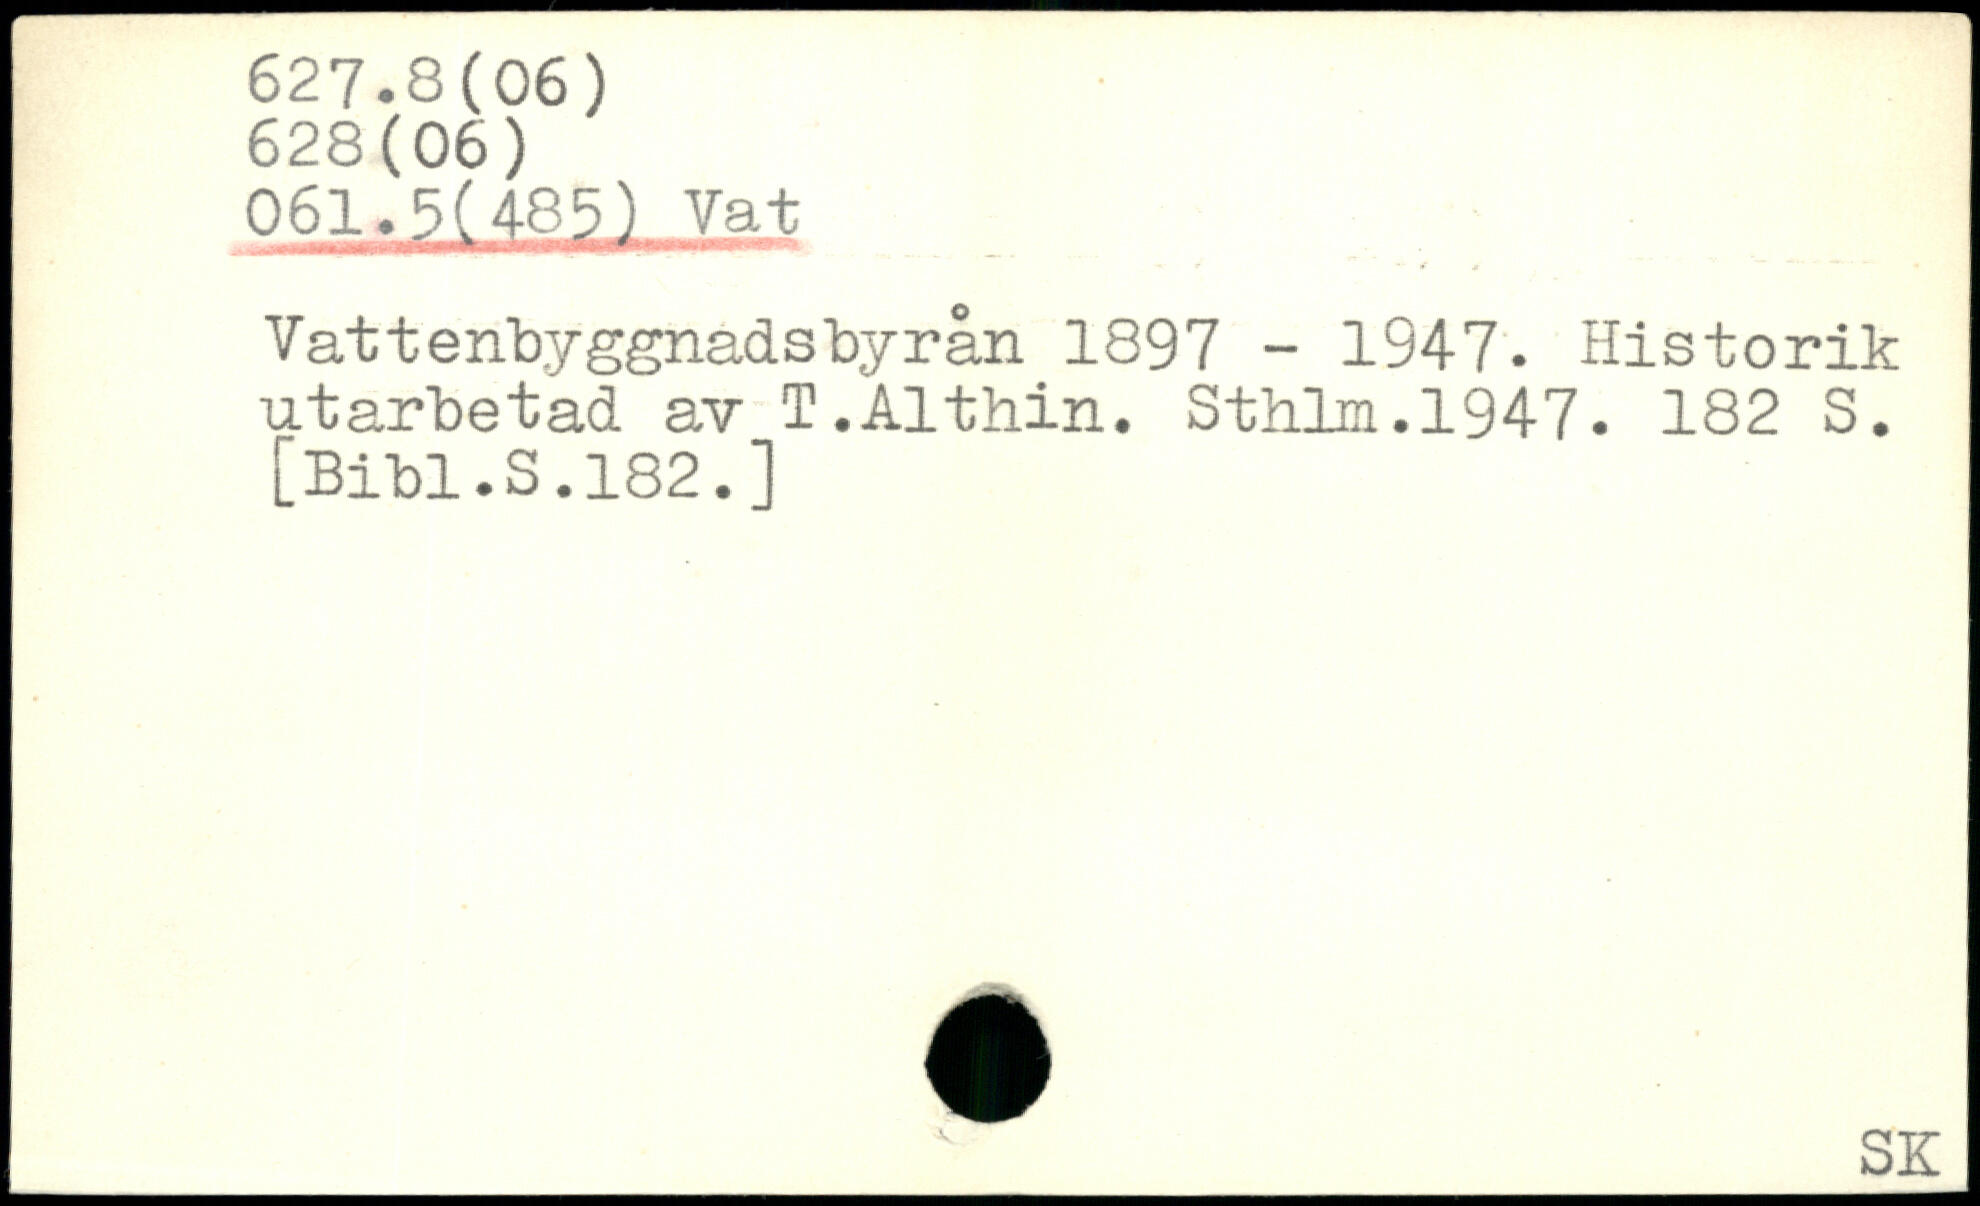 627.8(06)
628(06)
061.5(485) Vat
Vattenbyggnadsbyrån 1897 - 1947. Historik
utarbetad av T.Althin. Sthlm.1947. 182 S.
[Bibl.S.182.]
SK